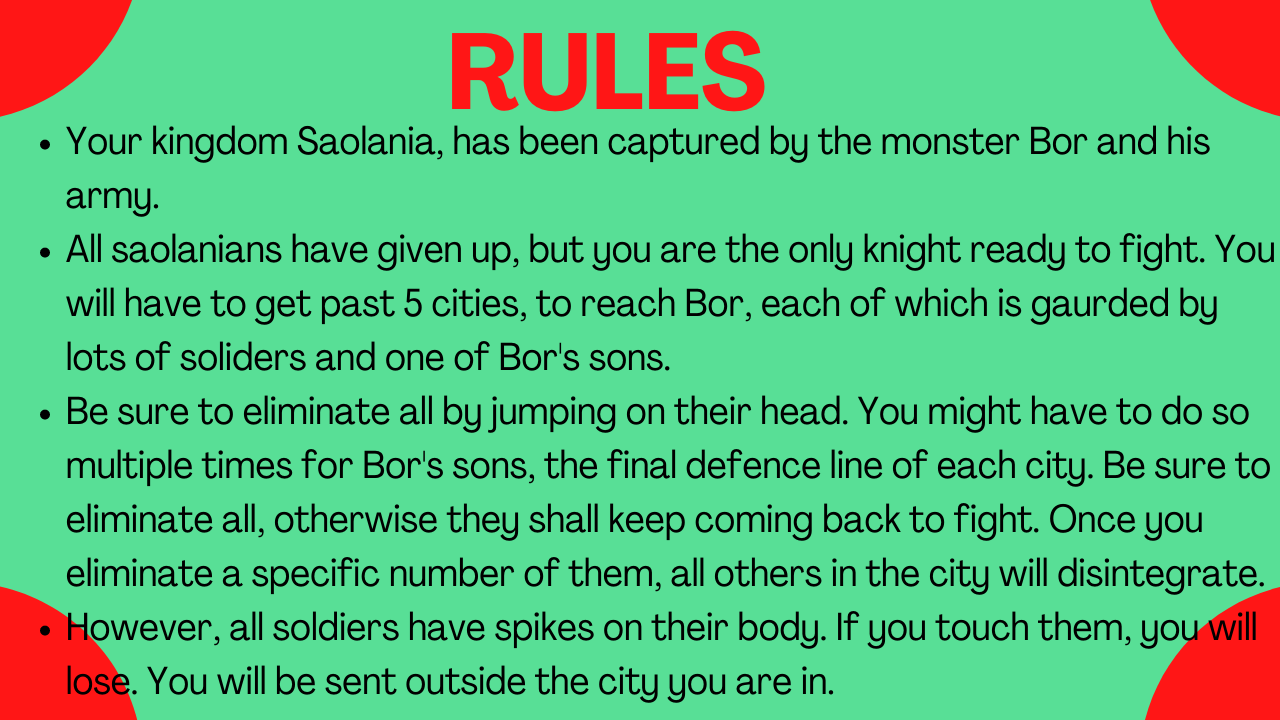 RULES
• Your kingdom Saolania, has been captured by the monster Bor and his
army.
• All saolanians have given up, but you are the only knight ready to fight. You
will have to get past 5 cities, to reach Bor, each of which is gaurded by
lots of soliders and one of Bor's sons.
• Be sure to eliminate all by jumping on their head. You might have to do so
multiple times for Bor's sons, the final defence line of each city. Be sure to
eliminate all, otherwise they shall keep coming back to fight. Once you
eliminate a specific number of them, all others in the city will disintegrate.
• However, all soldiers have spikes on their body. If you touch them, you will
lose. You will be sent outside the city you are in.